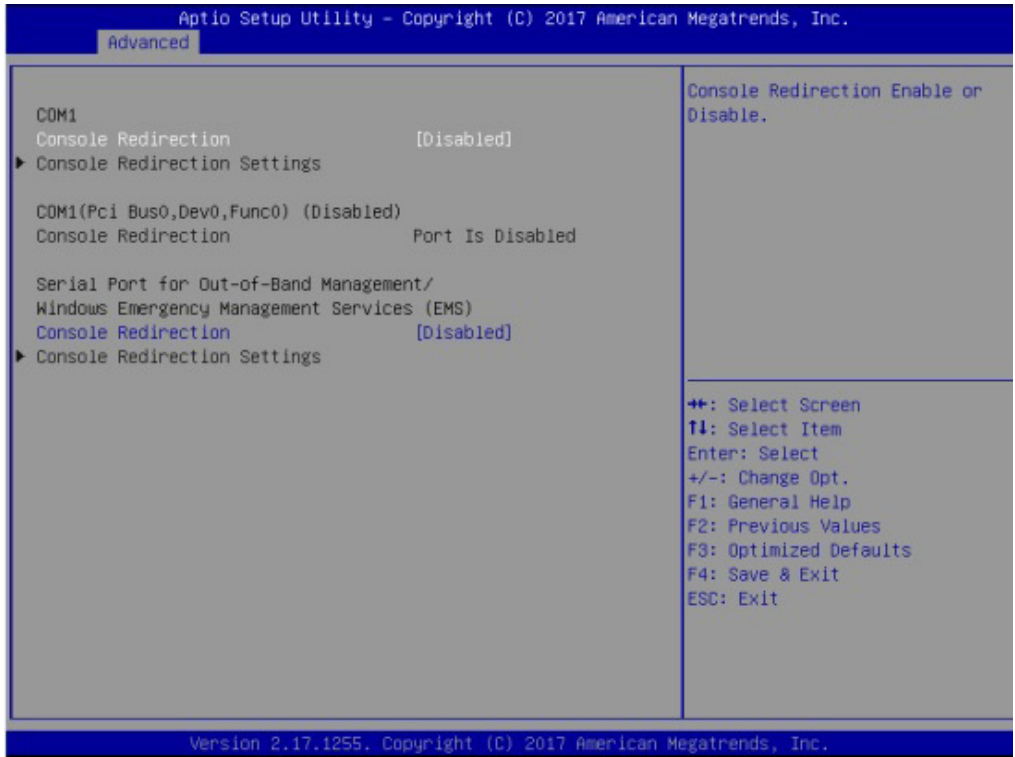 Aptio Setup Utility – Copyright (C) 2017 American Megatrends, Inc.
Advanced
COM1
Console Redirection [Disabled]
► Console Redirection Settings
COM1(Pci Bus0,Dev0,Func0) (Disabled)
Console Redirection Port Is Disabled
Serial Port for Out-of-Band Management/
Windows Emergency Management Services (EMS)
Console Redirection [Disabled]
► Console Redirection Settings
Console Redirection Enable or
Disable.
→←: Select Screen
↑↓: Select Item
Enter: Select
+/-: Change Opt.
F1: General Help
F2: Previous Values
F3: Optimized Defaults
F4: Save & Exit
ESC: Exit
Version 2.17.1255. Copyright (C) 2017 American Megatrends, Inc.